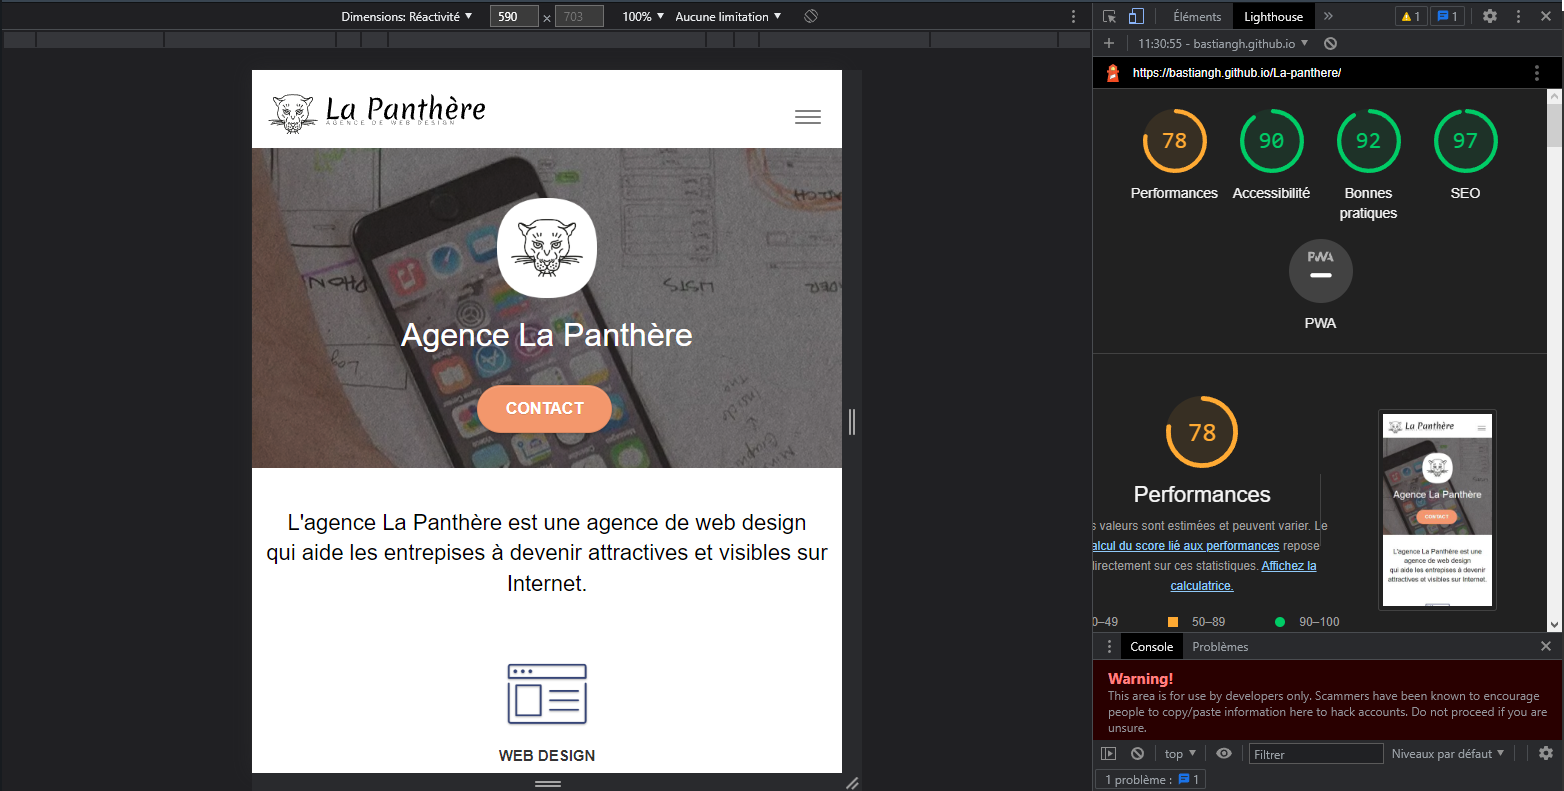 Dimensions: Réactivité ▼ 590 × 703 100% ▼ Aucune limitation ▼
La Panthère
AGENCE DE WEB DESIGN
Agence La Panthère
CONTACT
L'agence La Panthère est une agence de web design
qui aide les entrepises à devenir attractives et visibles sur
Internet.
WEB DESIGN
Éléments Lighthouse » 1 1
+ 11:30:55 - bastiangh.github.io ▼
https://bastiangh.github.io/La-panthere/
78 90 92 97
Performances Accessibilité Bonnes pratiques SEO
PWA
PWA
78
Performances
s valeurs sont estimées et peuvent varier. Le
alcul du score lié aux performances repose
directement sur ces statistiques. Affichez la
calculatrice.
0–49 50–89 90–100
La Panthère
Agence La Panthère
CONTACT
L'agence La Panthère est une
agence de web design
qui aide les entrepises à devenir
attractives et visibles sur Internet.
Console Problèmes
Warning!
This area is for use by developers only. Scammers have been known to encourage
people to copy/paste information here to hack accounts. Do not proceed if you are
unsure.
top ▼ Filtrer Niveaux par défaut ▼
1 problème : 1
LISTS